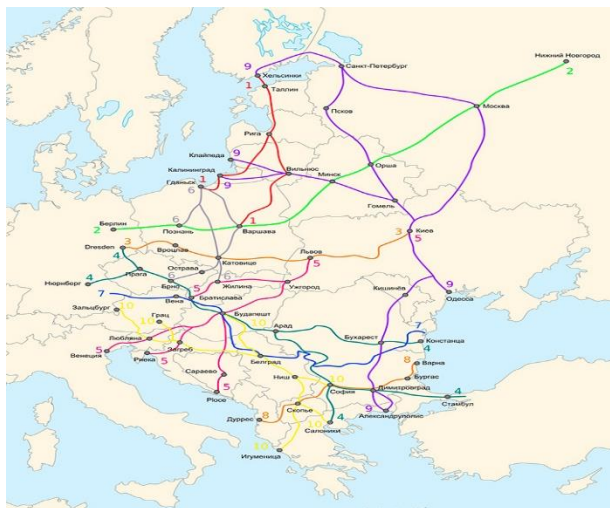 Нижний Новгород
2
9
Санкт-Петербург
Хельсинки
1
Таллин
Москва
Псков
Рига
Клайпеда
9
Калининград
Вильнюс
Орша
Гданьск
1
9
Минск
6
Гомель
Берлин
6
1
2
Познань
Варшава
Киев
3
5
Dresden
3
Вроцлав
Львов
4
Катовице
5
Прага
Острава
4
6
6
Нюрнберг
Брно
Жилина
Ужгород
7
5
Кишинёв
9
Вена
Братислава
Одесса
Зальцбург
10
Грац
Будапешт
10
10
Арад
7
Любляна
Бухарест
Констанца
Загреб
4
Венеция
5
Риека
5
Белград
8
Варна
Сараево
Ниш
Бургас
10
5
София
Димитровград
4
Ploce
Скопье
Стамбул
Дуррес
8
4
9
10
Александруполис
Салоники
10
Игуменица